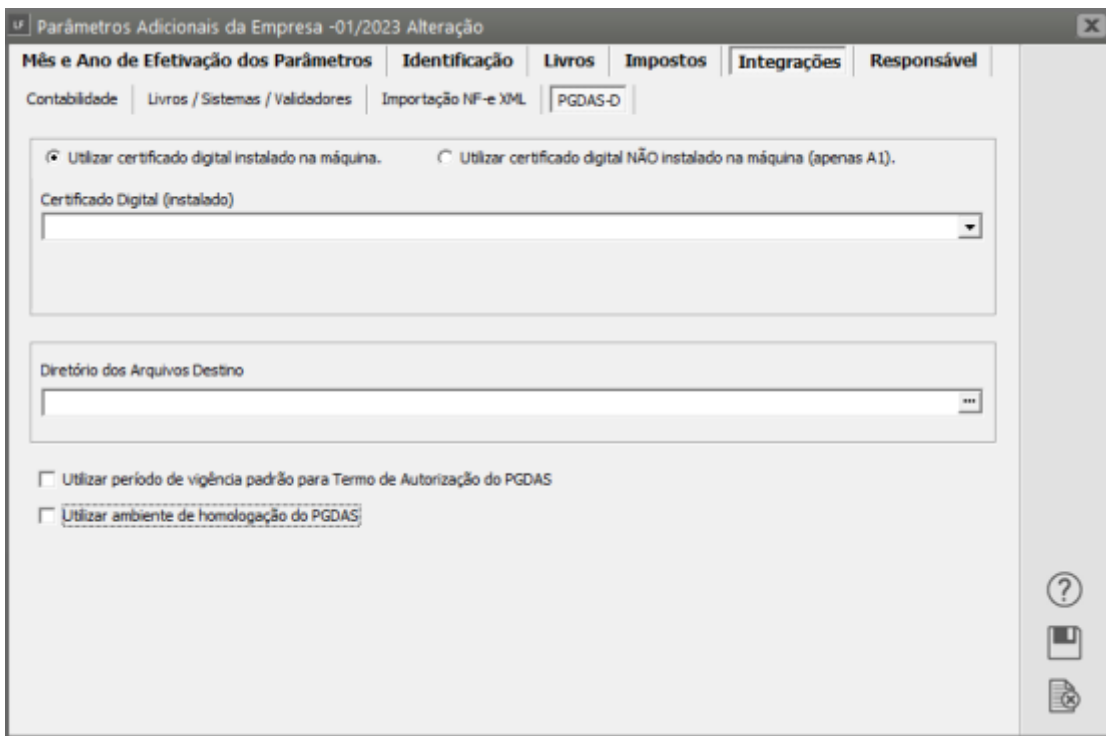 LF Parâmetros Adicionais da Empresa -01/2023 Alteração
Mês e Ano de Efetivação dos Parâmetros Identificação Livros Impostos Integrações Responsável
Contabilidade Livros / Sistemas / Validadores Importação NF-e XML PGDAS-D
Utilizar certificado digital instalado na máquina. Utilizar certificado digital NÃO instalado na máquina (apenas A1).
Certificado Digital (instalado)
Diretório dos Arquivos Destino
...
Utilizar período de vigência padrão para Termo de Autorização do PGDAS
Utilizar ambiente de homologação do PGDAS
?